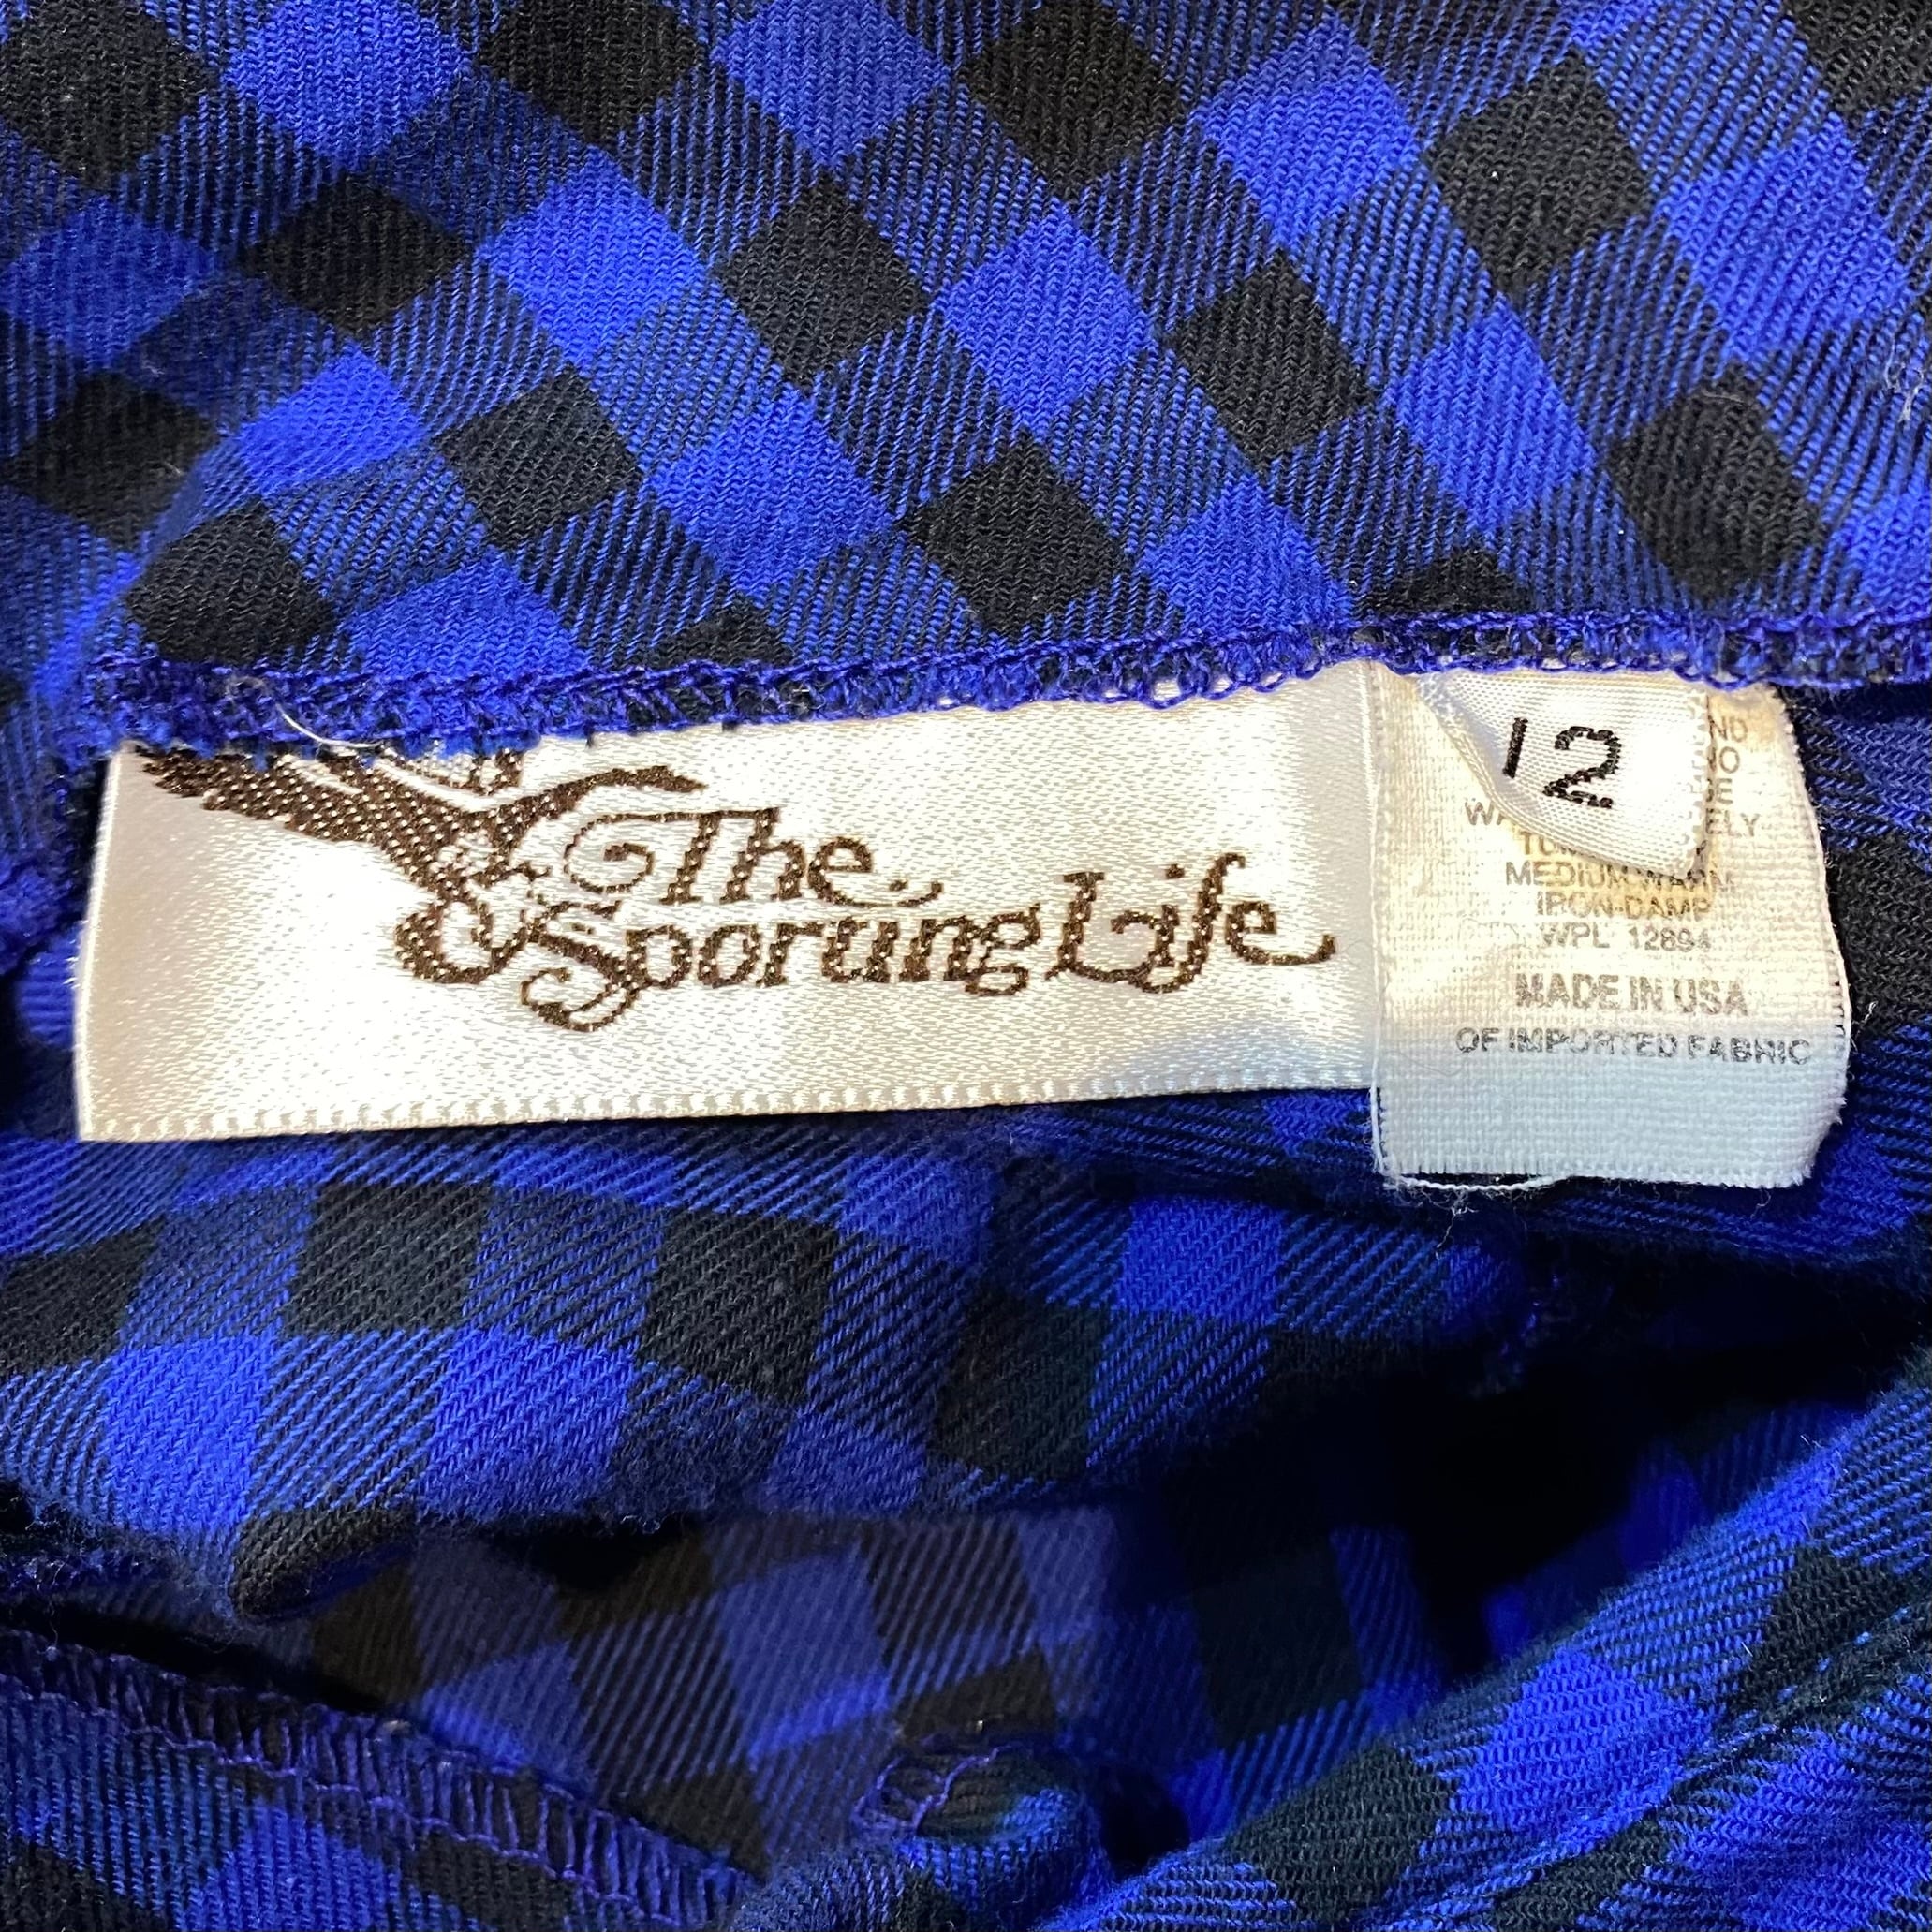 The
Sporting Life
12
MEDIUM WARM
IRON-DAMP
WPL 12894
MADE IN USA
OF IMPORTED FABRIC